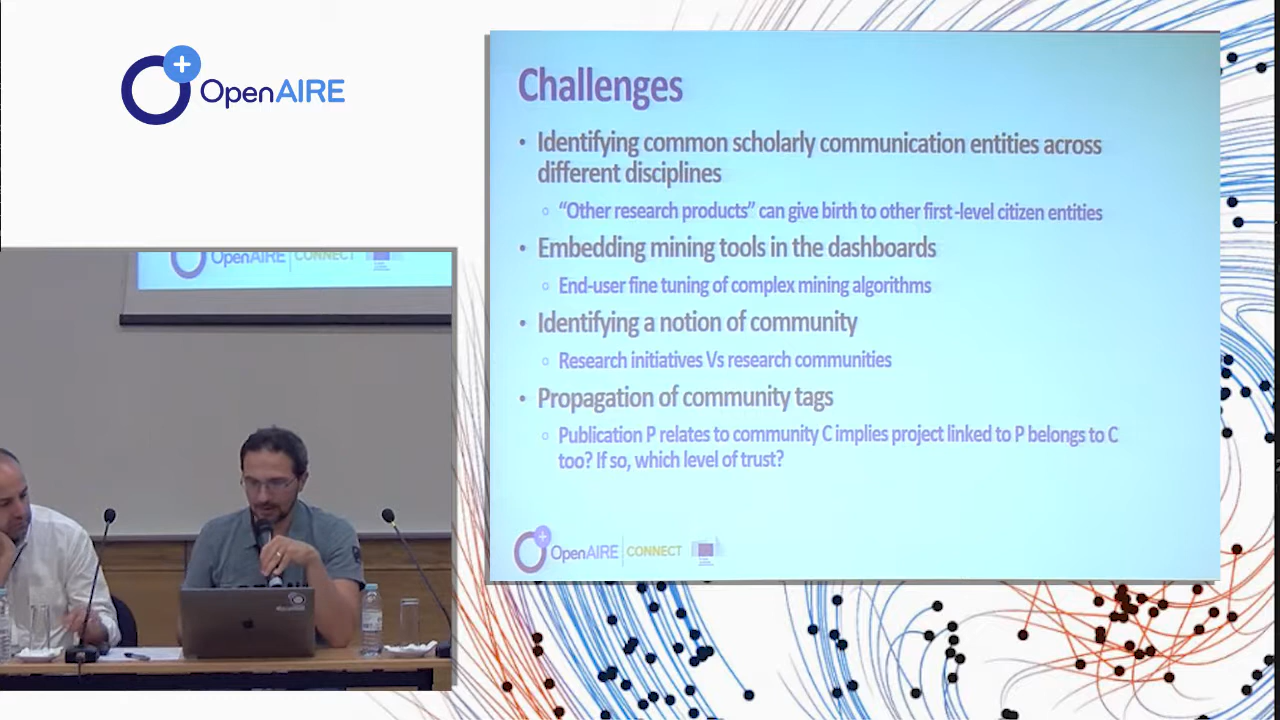 OpenAIRE
Challenges
• Identifying common scholarly communication entities across
different disciplines
○ “Other research products” can give birth to other first-level citizen entities
• Embedding mining tools in the dashboards
○ End-user fine tuning of complex mining algorithms
• Identifying a notion of community
○ Research initiatives Vs research communities
• Propagation of community tags
○ Publication P relates to community C implies project linked to P belongs to C
too? If so, which level of trust?
OpenAIRE | CONNECT
OpenAIRE | CONNECT